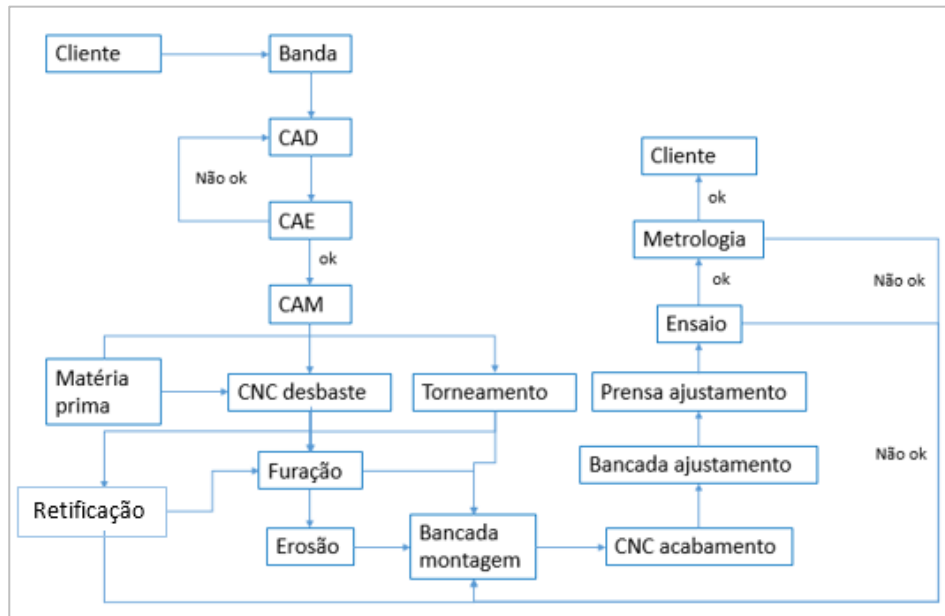 Cliente
Banda
CAD
Não ok
CAE
ok
CAM
Matéria
prima
CNC desbaste
Torneamento
Furação
Retificação
Erosão
Bancada
montagem
CNC acabamento
Bancada ajustamento
Prensa ajustamento
Ensaio
Não ok
ok
Metrologia
Não ok
ok
Cliente